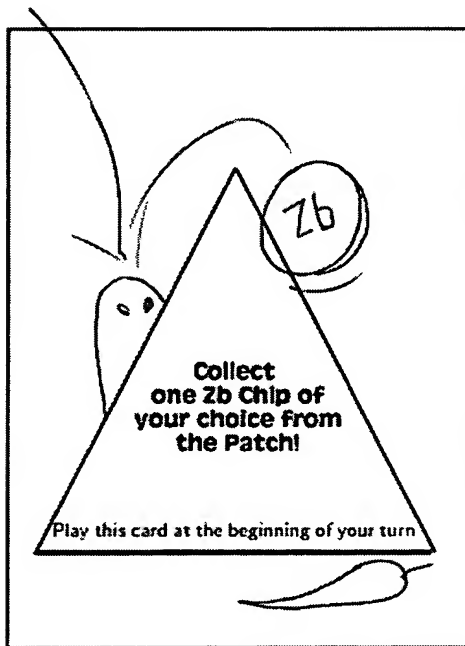 Zb
Collect
one Zb Chip of
your choice from
the Patch!
Play this card at the beginning of your turn